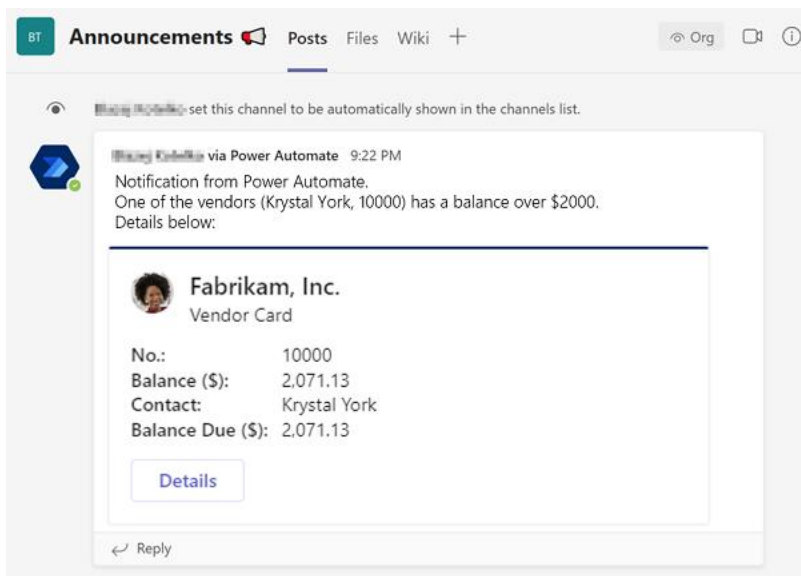 BT Announcements Posts Files Wiki Org
set this channel to be automatically shown in the channels list.
via Power Automate 9:22 PM
Notification from Power Automate.
One of the vendors (Krystal York, 10000) has a balance over $2000.
Details below:
Fabrikam, Inc.
Vendor Card
No.: 10000
Balance ($): 2,071.13
Contact: Krystal York
Balance Due ($): 2,071.13
Details
Reply